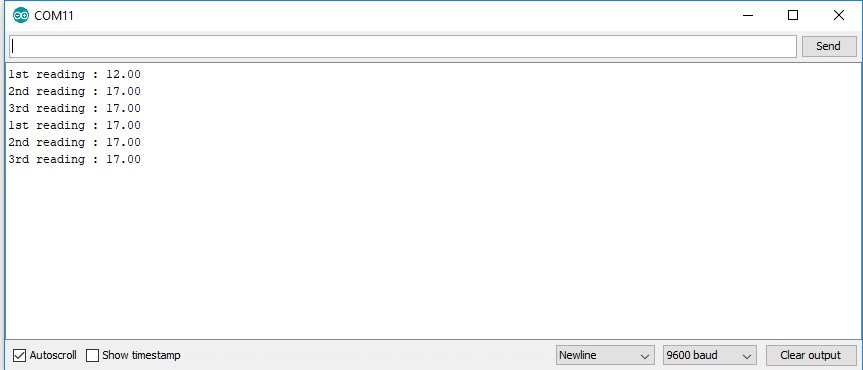 COM11
Send
1st reading : 12.00
2nd reading : 17.00
3rd reading : 17.00
1st reading : 17.00
2nd reading : 17.00
3rd reading : 17.00
Autoscroll Show timestamp Newline 9600 baud Clear output